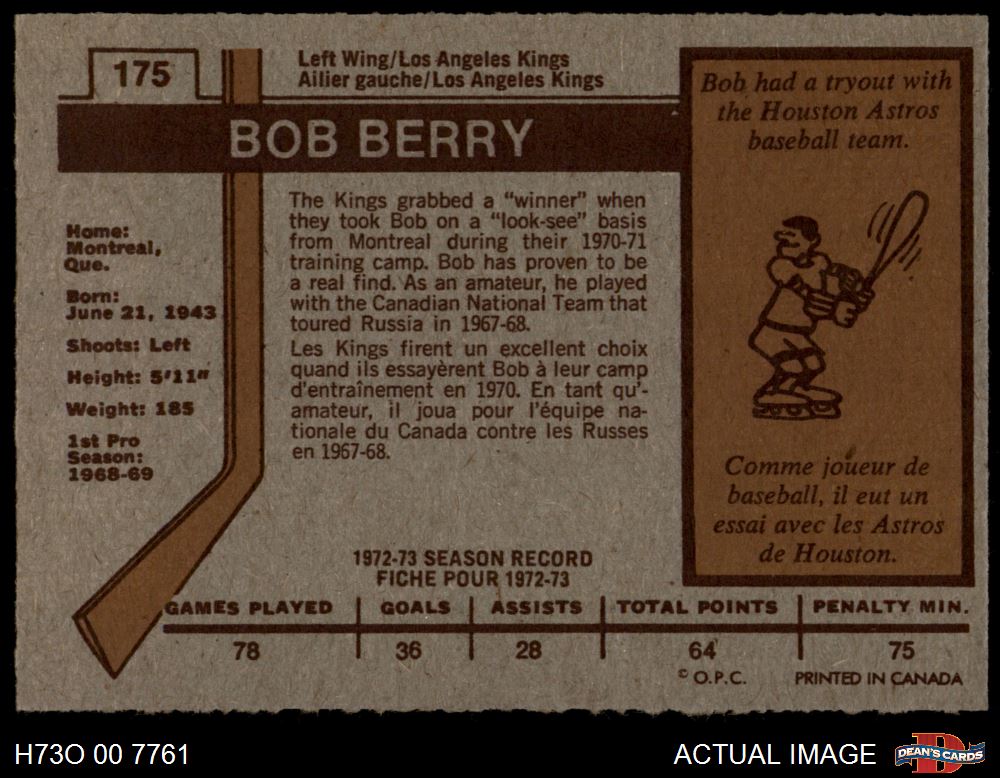 175
Left Wing/Los Angeles Kings
Ailier gauche/Los Angeles Kings
BOB BERRY
Home:
Montreal,
Que.
Born:
June 21, 1943
Shoots: Left
Height: 5'11"
Weight: 185
1st Pro
Season:
1968-69
The Kings grabbed a “winner” when
they took Bob on a “look-see” basis
from Montreal during their 1970-71
training camp. Bob has proven to be
a real find. As an amateur, he played
with the Canadian National Team that
toured Russia in 1967-68.
Les Kings firent un excellent choix
quand ils essayèrent Bob à leur camp
d'entraînement en 1970. En tant qu'-
amateur, il joua pour l'équipe na-
tionale du Canada contre les Russes
en 1967-68.
Bob had a tryout with
the Houston Astros
baseball team.
Comme joueur de
baseball, il eut un
essai avec les Astros
de Houston.
1972-73 SEASON RECORD
FICHE POUR 1972-73
GAMES PLAYED GOALS ASSISTS TOTAL POINTS PENALTY MIN.
78 36 28 64 75
© O.P.C. PRINTED IN CANADA
H73O 00 7761
ACTUAL IMAGE
DEAN'S CARDS